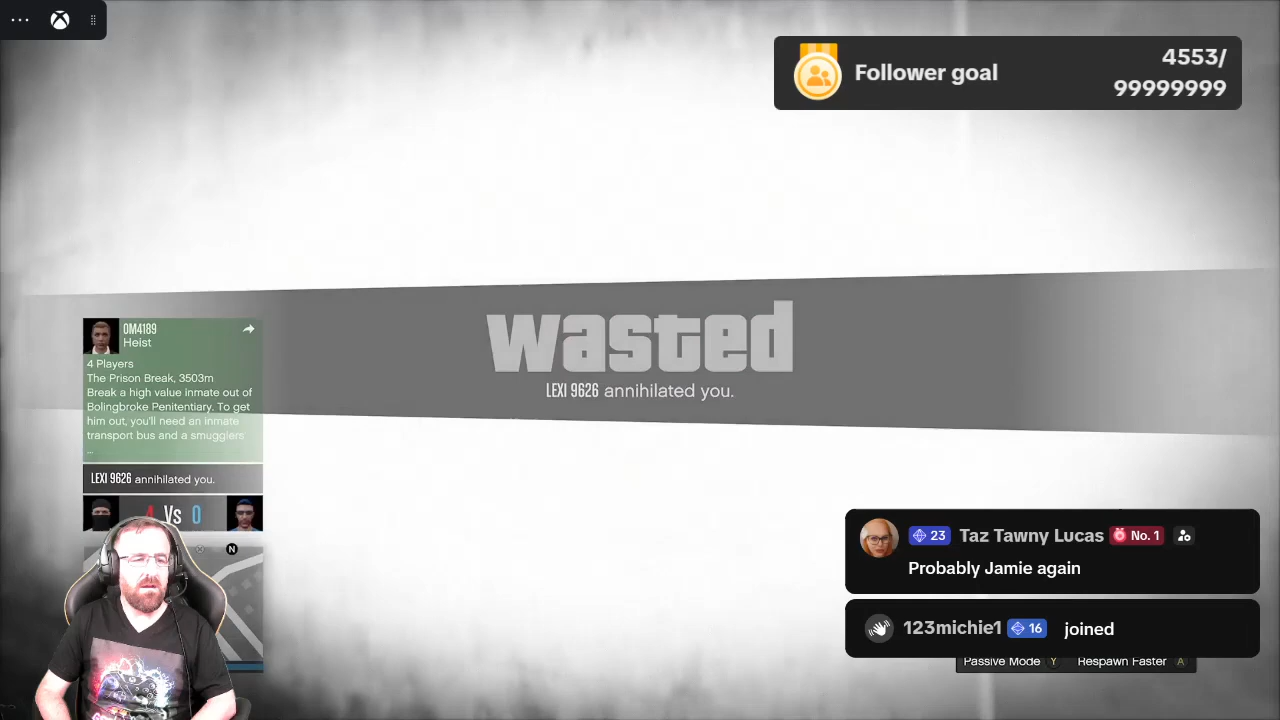 Follower goal
4553/
99999999
wasted
LEXI 9626 annihilated you.
0M4189
Heist
4 Players
The Prison Break, 3503m
Break a high value inmate out of
Bolingbroke Penitentiary. To get
him out, you'll need an inmate
transport bus and a smugglers
...
LEXI 9626 annihilated you.
Vs 0
N
23 Taz Tawny Lucas No. 1
Probably Jamie again
123michie1 16 joined
Passive Mode Y Respawn Faster A